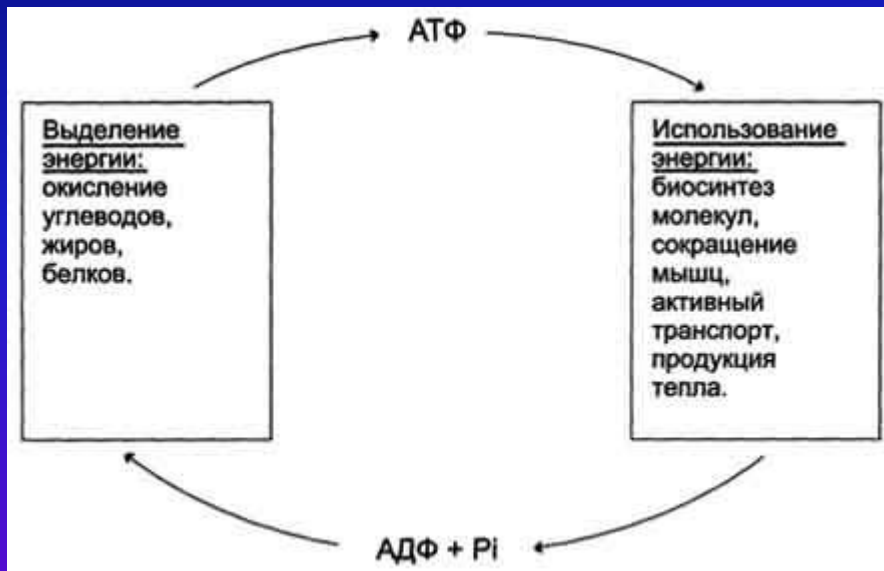 АТФ
Выделение
энергии:
окисление
углеводов,
жиров,
белков.
Использование
энергии:
биосинтез
молекул,
сокращение
мышц,
активный
транспорт,
продукция
тепла.
АДФ + Pi